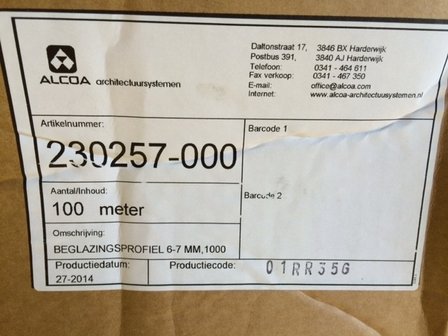 ALCOA architectuursystemen
Daltonstraat 17, 3846 BX Harderwijk
Postbus 391, 3840 AJ Harderwijk
Telefoon: 0341 - 464 611
Fax verkoop: 0341 - 467 350
E-mail: office@alcoa.com
Internet: www.alcoa-architectuursystemen.nl
Artikelnummer:
230257-000
Aantal/Inhoud:
100 meter
Omschrijving:
BEGLAZINGSPROFIEL 6-7 MM,1000
Barcode 1
Barcode 2
Productiedatum:
27-2014
Productiecode: 01RR35G